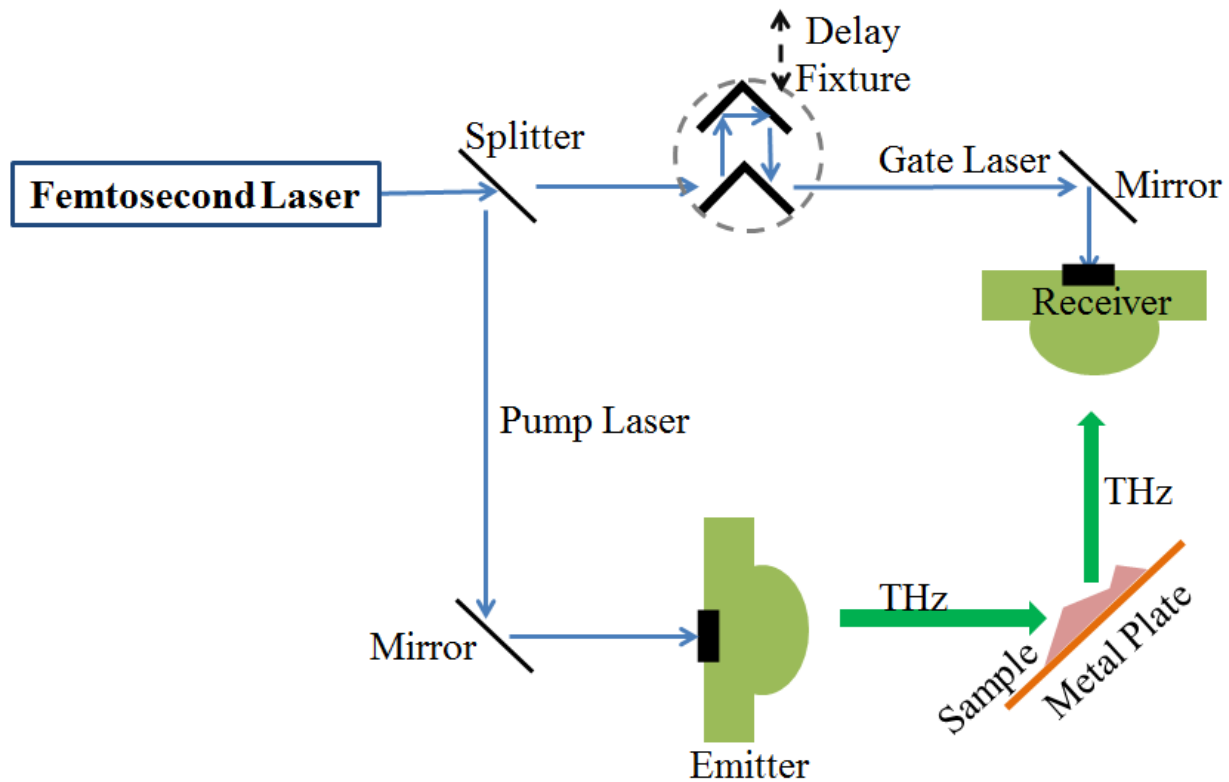 Delay
Fixture
Splitter
Femtosecond Laser
Gate Laser
Mirror
Receiver
Pump Laser
THz
THz
Mirror
Sample
Metal Plate
Emitter